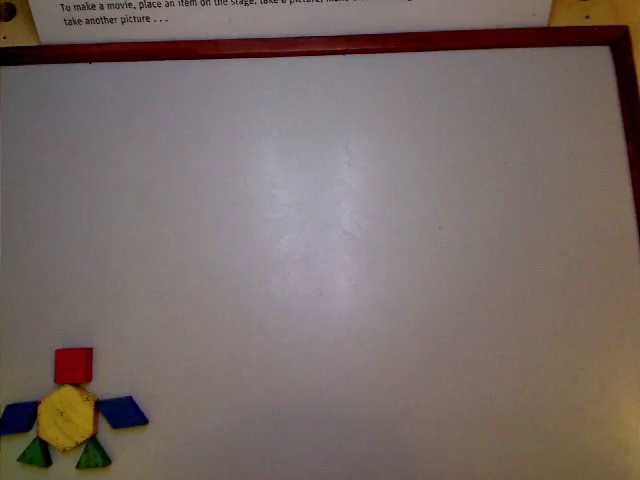 To make a movie, place an item on the stage, take a picture,
take another picture . . .